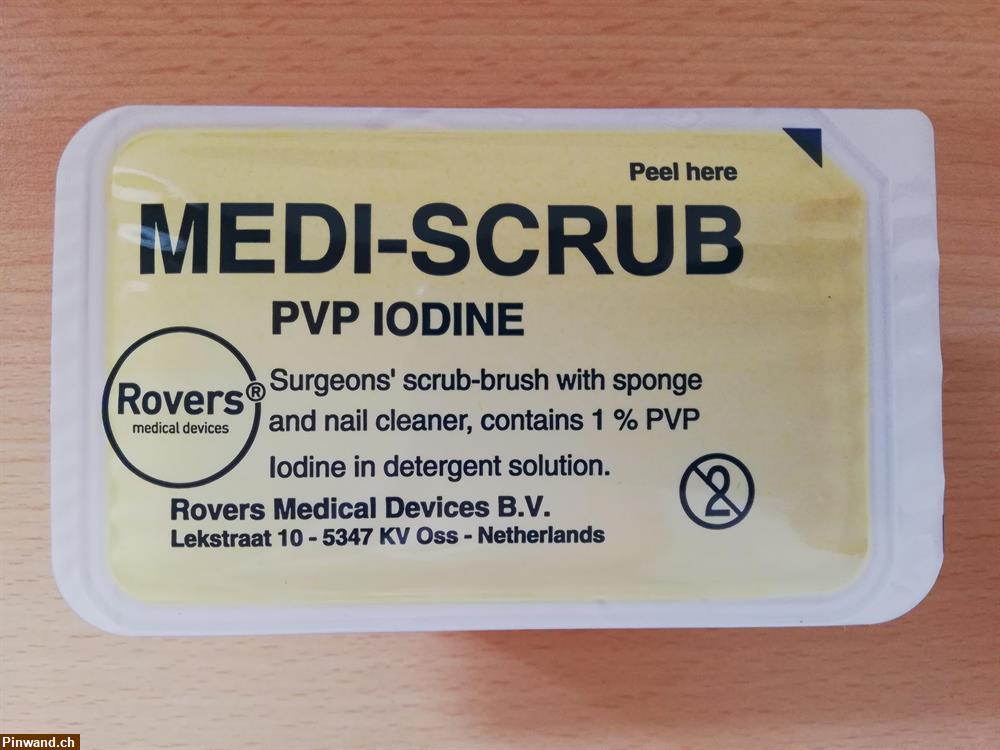 Peel here
MEDI-SCRUB
PVP IODINE
Rovers®
medical devices
Surgeons' scrub-brush with sponge
and nail cleaner, contains 1 % PVP
Iodine in detergent solution.
2
Rovers Medical Devices B.V.
Lekstraat 10 - 5347 KV Oss - Netherlands
Pinwand.ch